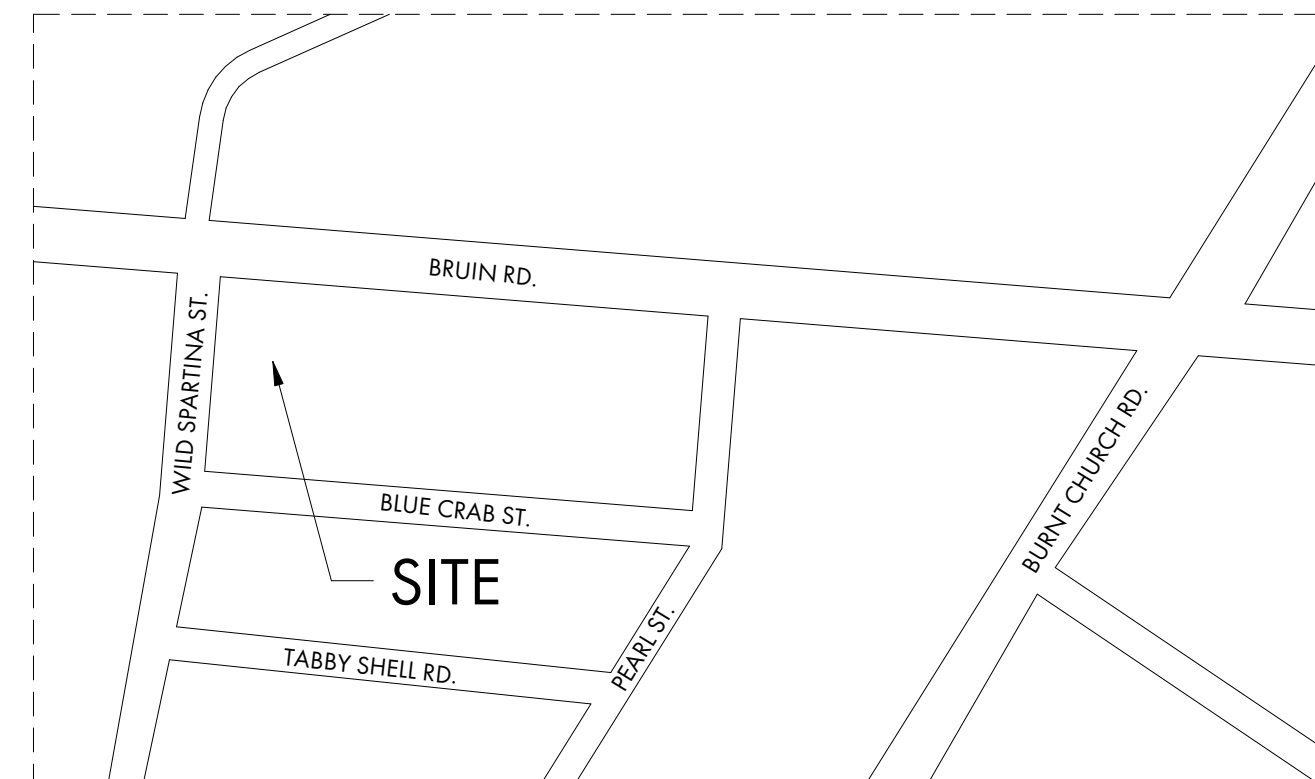 BRUIN RD.
WILD SPARTINA ST.
BURNT CHURCH RD.
BLUE CRAB ST.
SITE
PEARL ST.
TABBY SHELL RD.